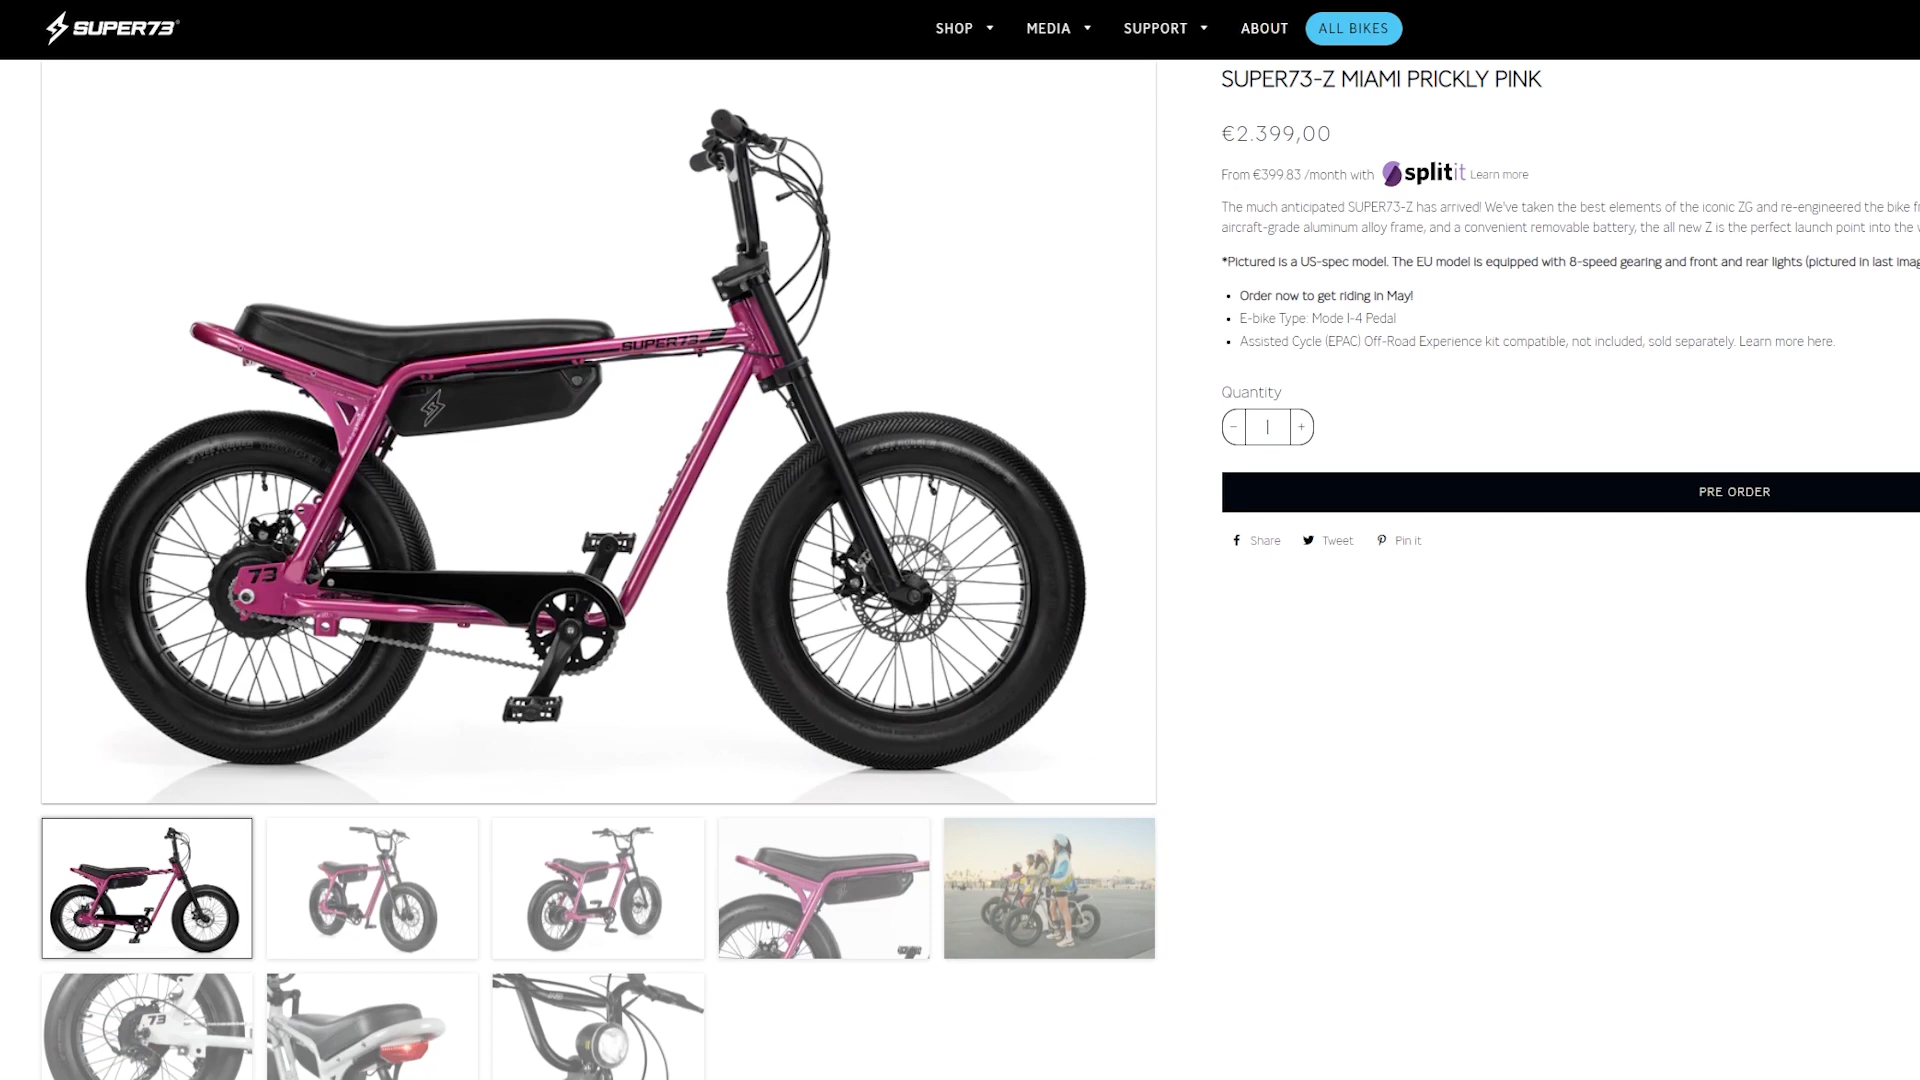 SUPER73
SHOP
MEDIA
SUPPORT
ABOUT
ALL BIKES
SUPER73-Z MIAMI PRICKLY PINK
€2.399,00
From €399.83 /month with splitit Learn more
The much anticipated SUPER73-Z has arrived! We've taken the best elements of the iconic ZG and re-engineered the bike
aircraft-grade aluminum alloy frame, and a convenient removable battery, the all new Z is the perfect launch point into the
*Pictured is a US-spec model. The EU model is equipped with 8-speed gearing and front and rear lights (pictured in last
• Order now to get riding in May!
• E-bike Type: Mode 1-4 Pedal
• Assisted Cycle (EPAC) Off-Road Experience kit compatible, not included, sold separately. Learn more here.
Quantity
− 1 +
PRE ORDER
Share
Tweet
Pin it
SUPER73
73
73